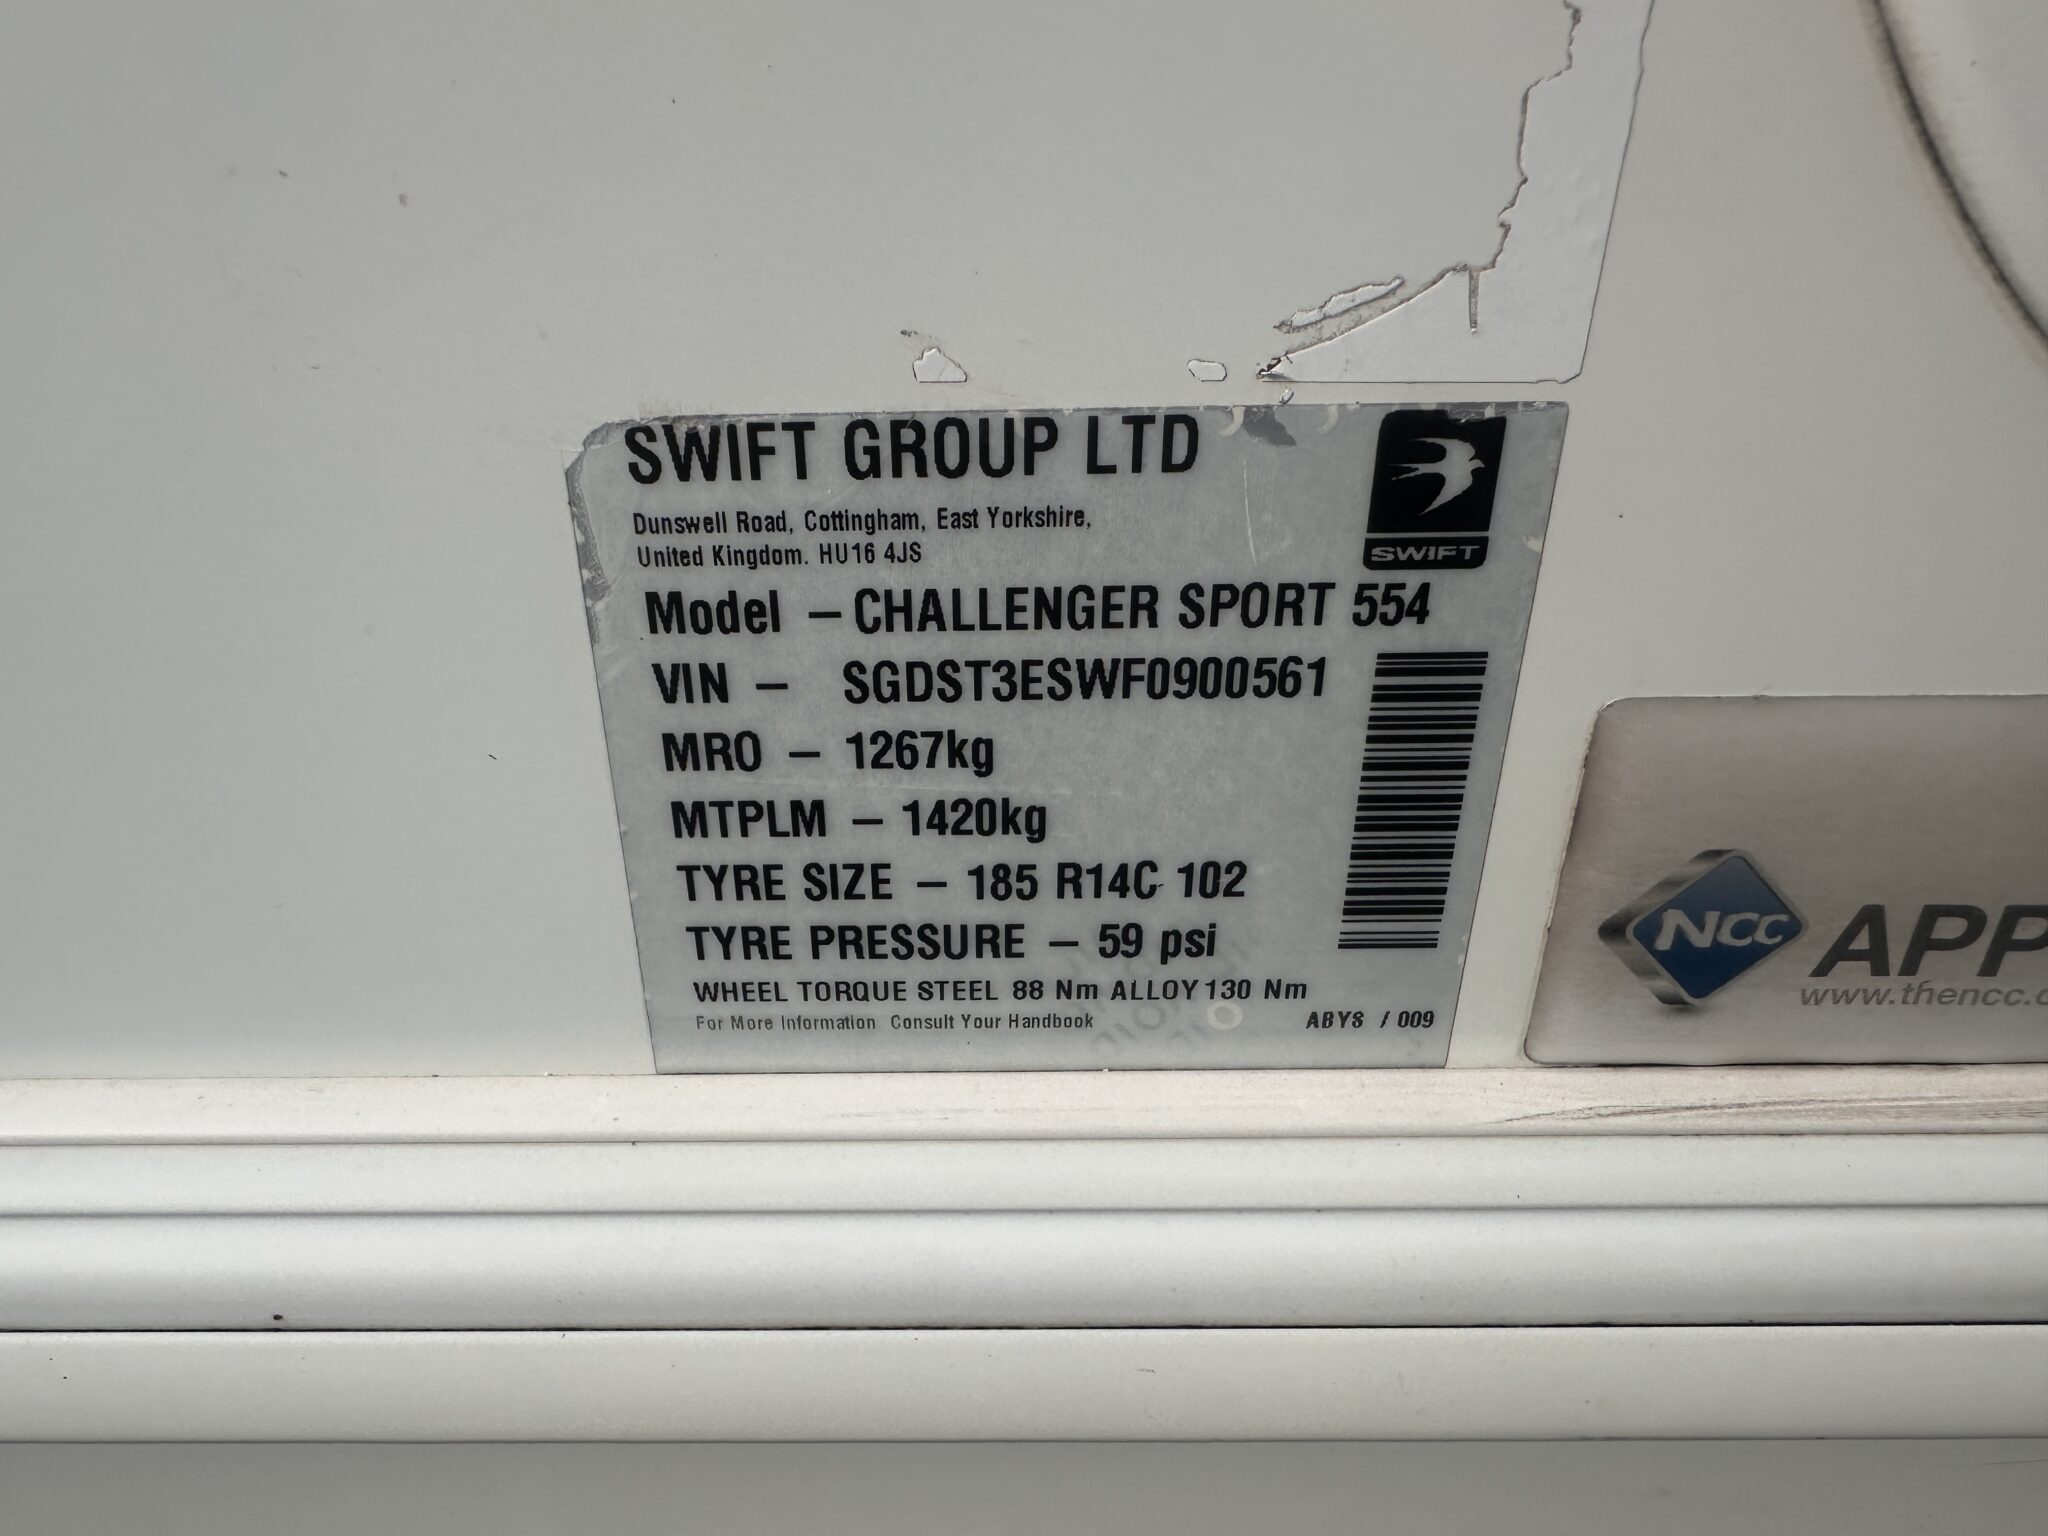 SWIFT GROUP LTD
Dunswell Road, Cottingham, East Yorkshire,
United Kingdom. HU16 4JS
SWIFT
Model – CHALLENGER SPORT 554
VIN – SGDST3ESWF0900561
MRO – 1267kg
MTPLM – 1420kg
TYRE SIZE – 185 R14C 102
TYRE PRESSURE – 59 psi
WHEEL TORQUE STEEL 88 Nm ALLOY 130 Nm
For More Information Consult Your Handbook
ABYS / 009
NCC APP
www.thencc.